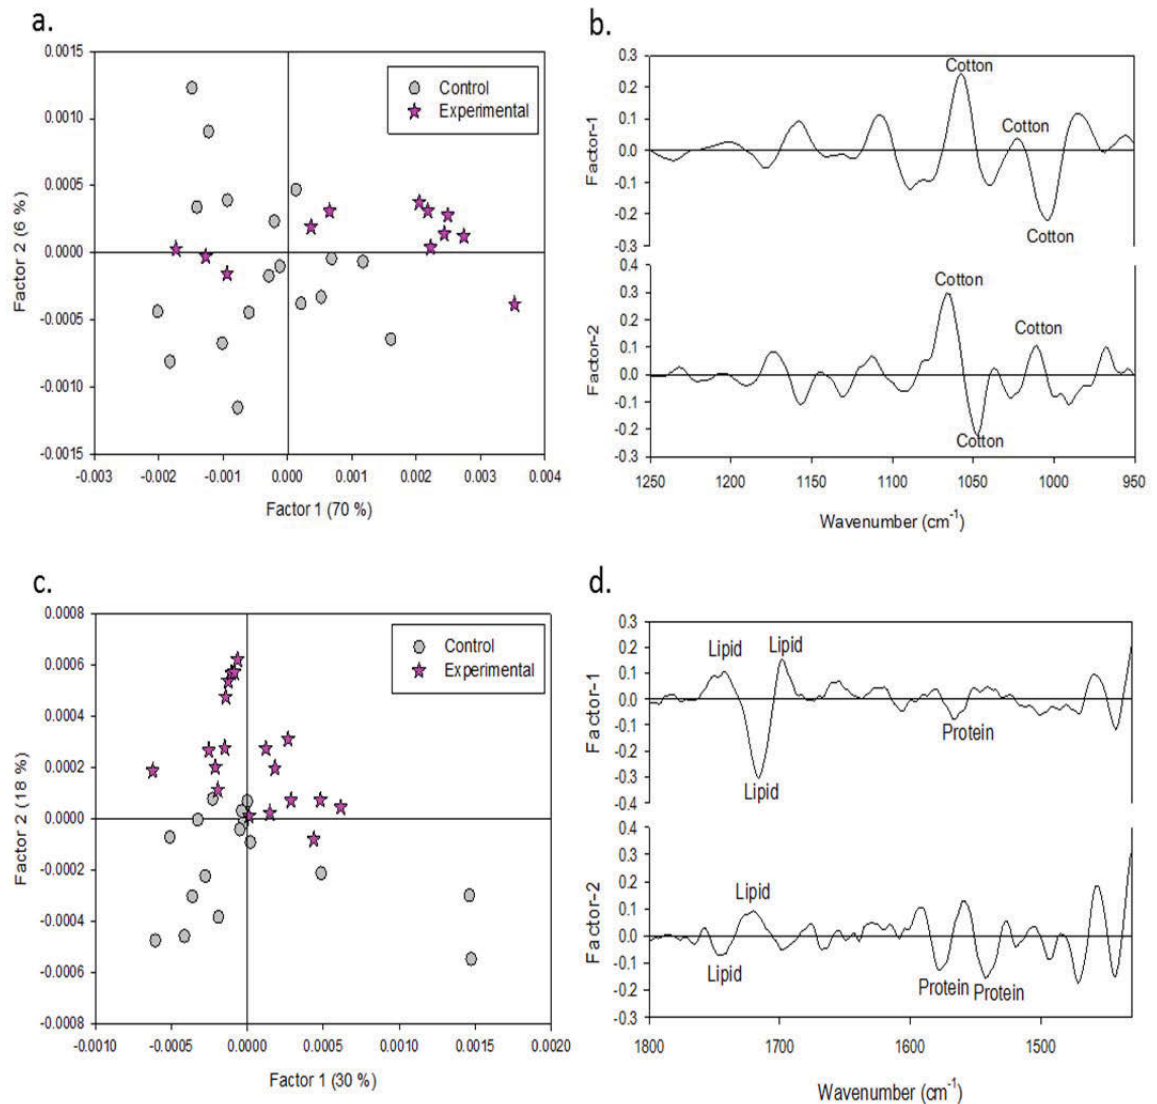 a.
0.0015
0.0010
0.0005
0.0000
-0.0005
-0.0010
-0.0015
Factor 2 (6 %)
Control
Experimental
-0.003 -0.002 -0.001 0.000 0.001 0.002 0.003 0.004
Factor 1 (70 %)
b.
0.3
0.2
0.1
0.0
-0.1
-0.2
-0.3
Factor-1
Cotton
Cotton
Cotton
0.4
0.3
0.2
0.1
0.0
-0.1
-0.2
-0.3
Factor-2
Cotton
Cotton
Cotton
1250 1200 1150 1100 1050 1000 950
Wavenumber (cm-1)
c.
0.0008
0.0006
0.0004
0.0002
0.0000
-0.0002
-0.0004
-0.0006
-0.0008
Factor 2 (18 %)
Control
Experimental
-0.0010 -0.0005 0.0000 0.0005 0.0010 0.0015 0.0020
Factor 1 (30 %)
d.
0.3
0.2
0.1
0.0
-0.1
-0.2
-0.3
-0.4
Factor-1
Lipid
Lipid
Protein
Lipid
0.4
0.3
0.2
0.1
0.0
-0.1
-0.2
-0.3
Factor-2
Lipid
Lipid
Protein Protein
1800 1700 1600 1500
Wavenumber (cm-1)